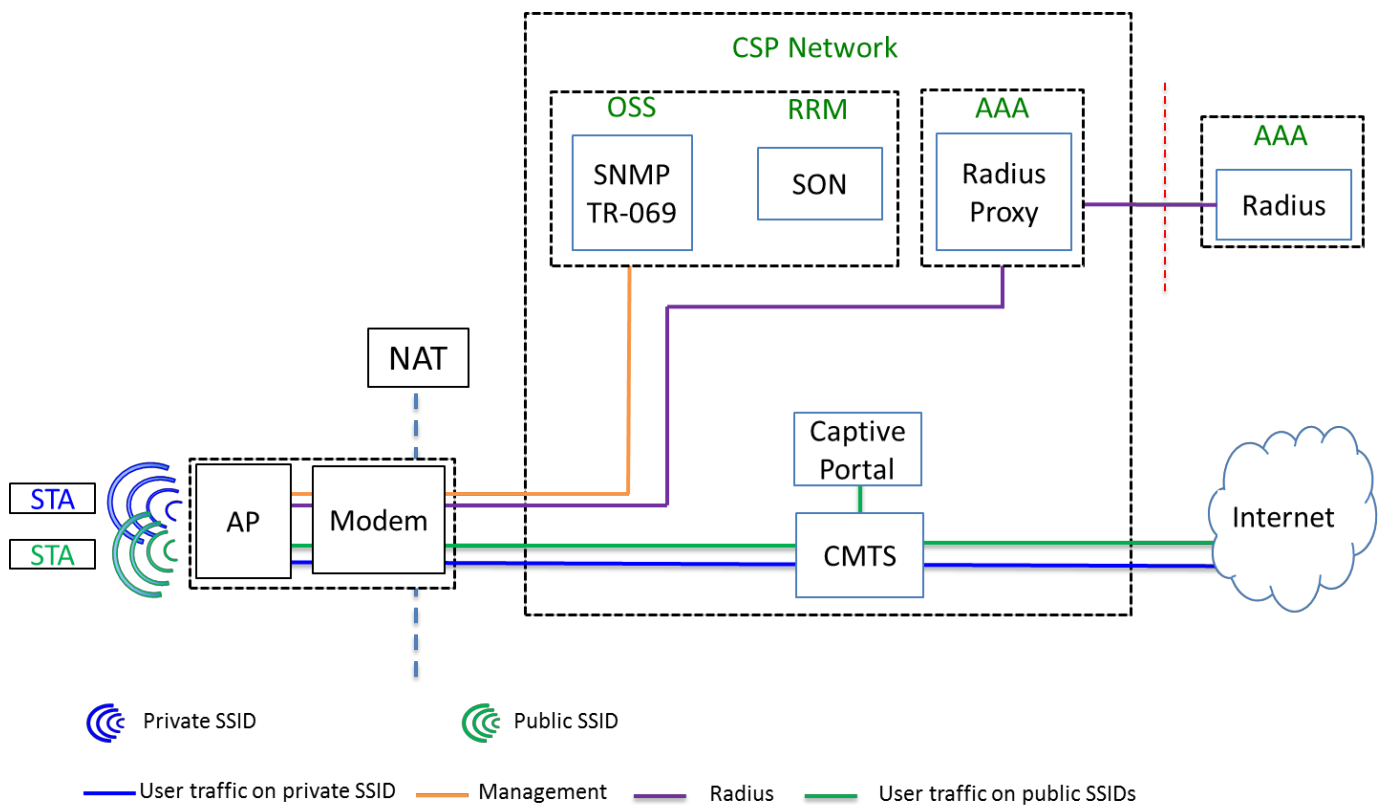 CSP Network
OSS
RRM
AAA
SNMP
TR-069
SON
Radius
Proxy
AAA
Radius
NAT
Captive
Portal
STA
STA
AP
Modem
CMTS
Internet
Private SSID
Public SSID
User traffic on private SSID
Management
Radius
User traffic on public SSIDs